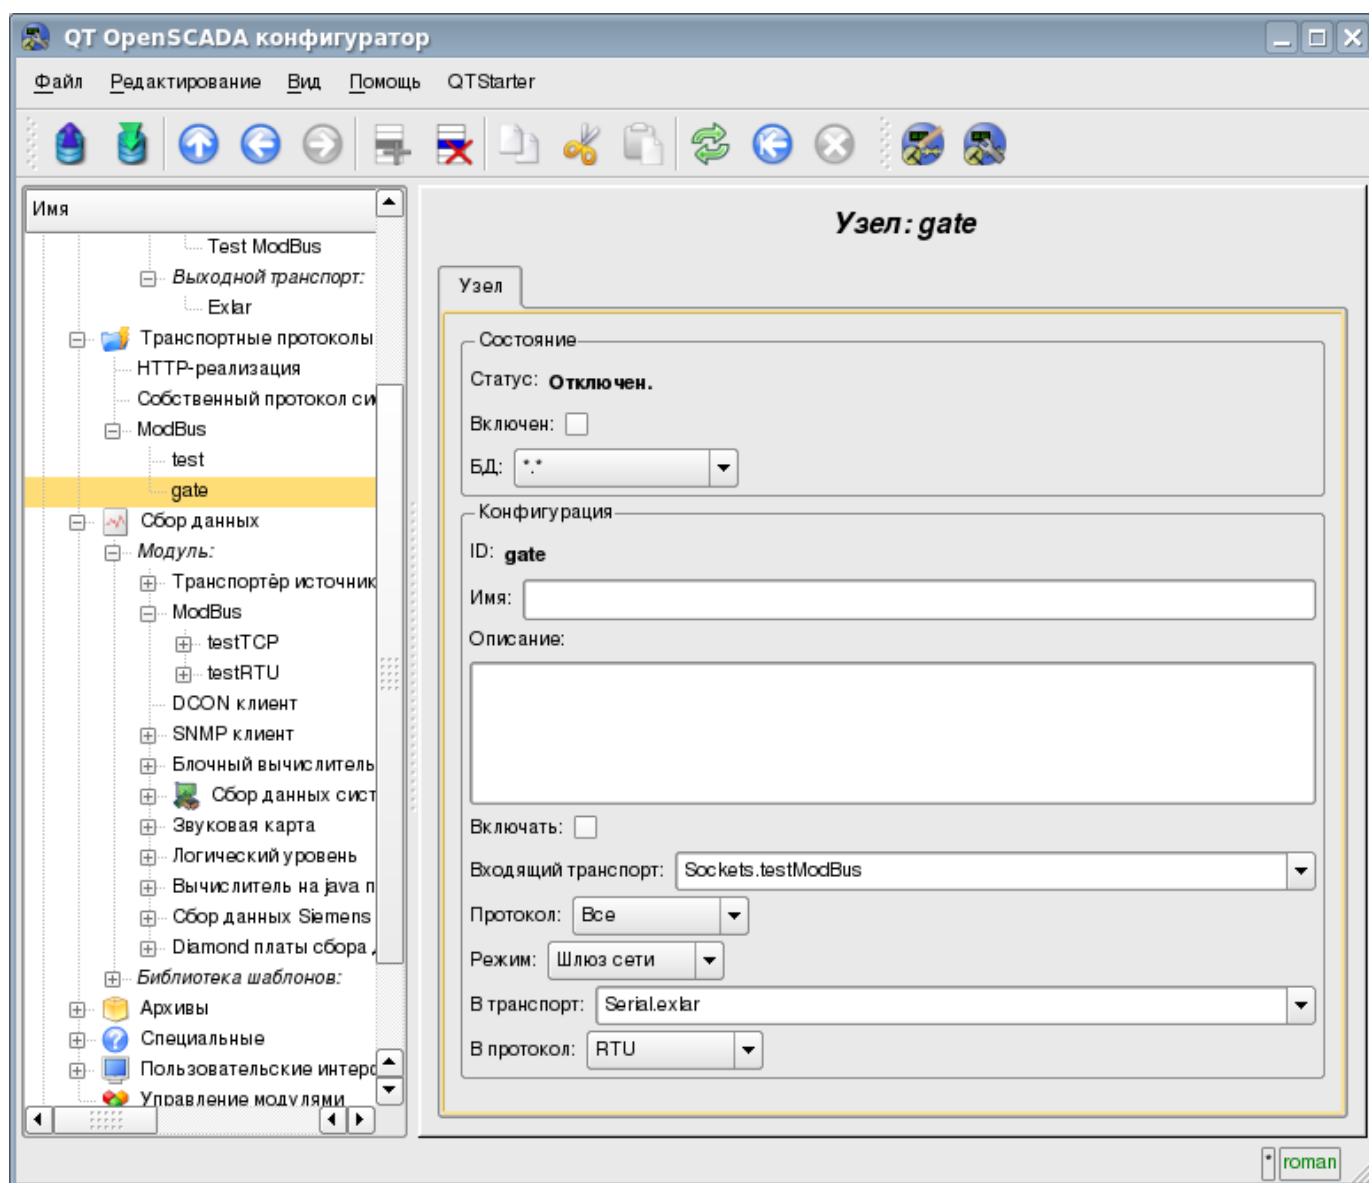 QT OpenSCADA конфигуратор
Файл Редактирование Вид Помощь QTStarter
Имя
Test ModBus
Выходной транспорт:
Exlar
Транспортные протоколы
HTTP-реализация
Собственный протокол си
ModBus
test
gate
Сбор данных
Модуль:
Транспортёр источник
ModBus
testTCP
testRTU
DCON клиент
SNMP клиент
Блочный вычислитель
Сбор данных сист
Звуковая карта
Логический уровень
Вычислитель на java п
Сбор данных Siemens
Diamond платы сбора
Библиотека шаблонов:
Архивы
Специальные
Пользовательские интерф
Управление модулями
Узел: gate
Узел
Состояние
Статус: Отключен.
Включен:
БД: *.*
Конфигурация
ID: gate
Имя:
Описание:
Включать:
Входящий транспорт: Sockets.testModBus
Протокол: Все
Режим: Шлюз сети
В транспорт: Serial.exlar
В протокол: RTU
* roman